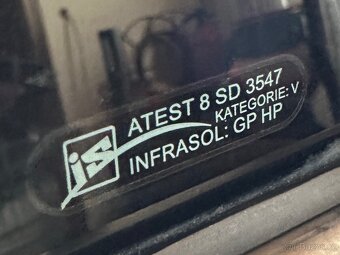 iS
ATEST 8 SD 3547
KATEGORIE: V
INFRASOL: GP HP